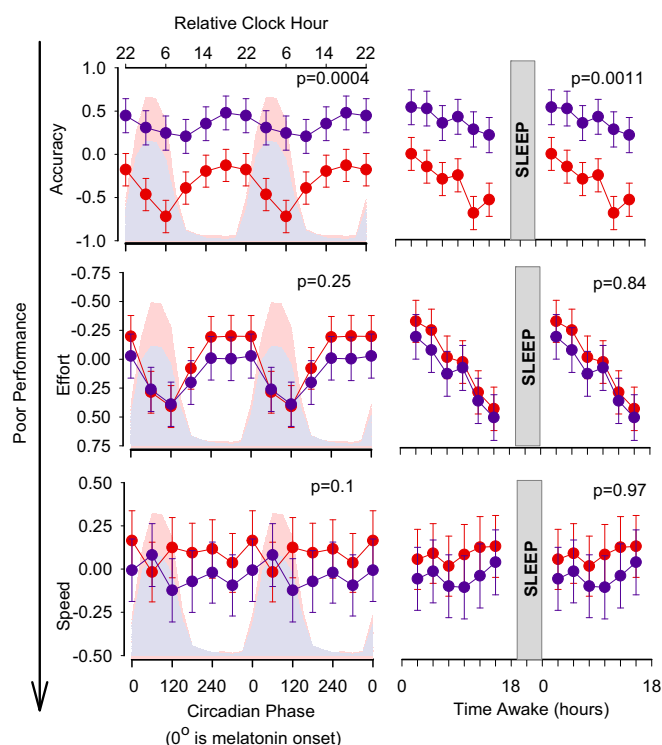 Relative Clock Hour
22 6 14 22 6 14 22
Poor Performance
Accuracy
1.0
0.5
0.0
-0.5
-1.0
p=0.0004
SLEEP
p=0.0011
Effort
-0.75
-0.50
-0.25
0.00
0.25
0.50
0.75
p=0.25
SLEEP
p=0.84
Speed
0.50
0.25
0.00
-0.25
-0.50
p=0.1
SLEEP
p=0.97
0 120 240 0 120 240 0
Circadian Phase
(0° is melatonin onset)
0 18 0 18
Time Awake (hours)